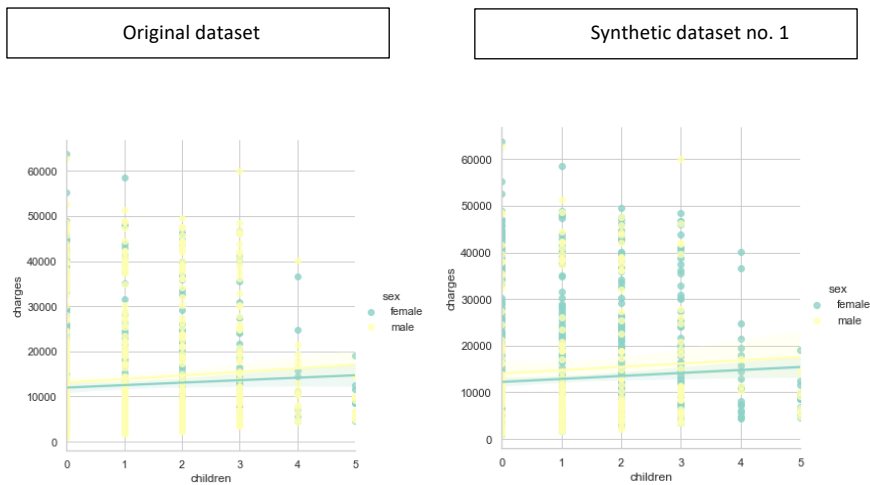 Original dataset
Synthetic dataset no. 1
60000
50000
40000
30000
20000
10000
0
charges
0 1 2 3 4 5
children
sex
female
male
60000
50000
40000
30000
20000
10000
0
charges
0 1 2 3 4 5
children
sex
female
male